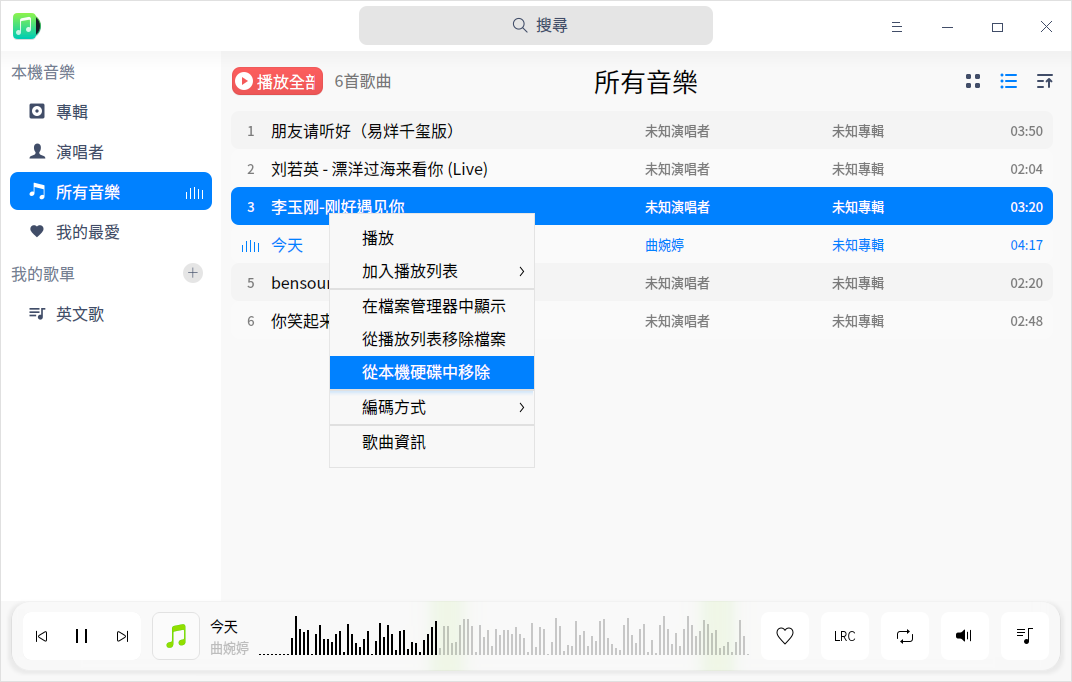 搜尋
本機音樂
專輯
演唱者
所有音樂
我的最愛
我的歌單
英文歌
播放全音
6首歌曲
所有音樂
1 朋友请听好（易烊千玺版） 未知演唱者 未知專輯 03:50
2 刘若英 - 漂洋过海来看你 (Live) 未知演唱者 未知專輯 02:04
3 李玉刚-刚好遇见你 未知演唱者 未知專輯 03:20
今天 曲婉婷 未知專輯 04:17
5 bensour 未知演唱者 未知專輯 02:20
6 你笑起来 未知演唱者 未知專輯 02:48
播放
加入播放列表
在檔案管理器中顯示
從播放列表移除檔案
從本機硬碟中移除
編碼方式
歌曲資訊
今天
曲婉婷
LRC